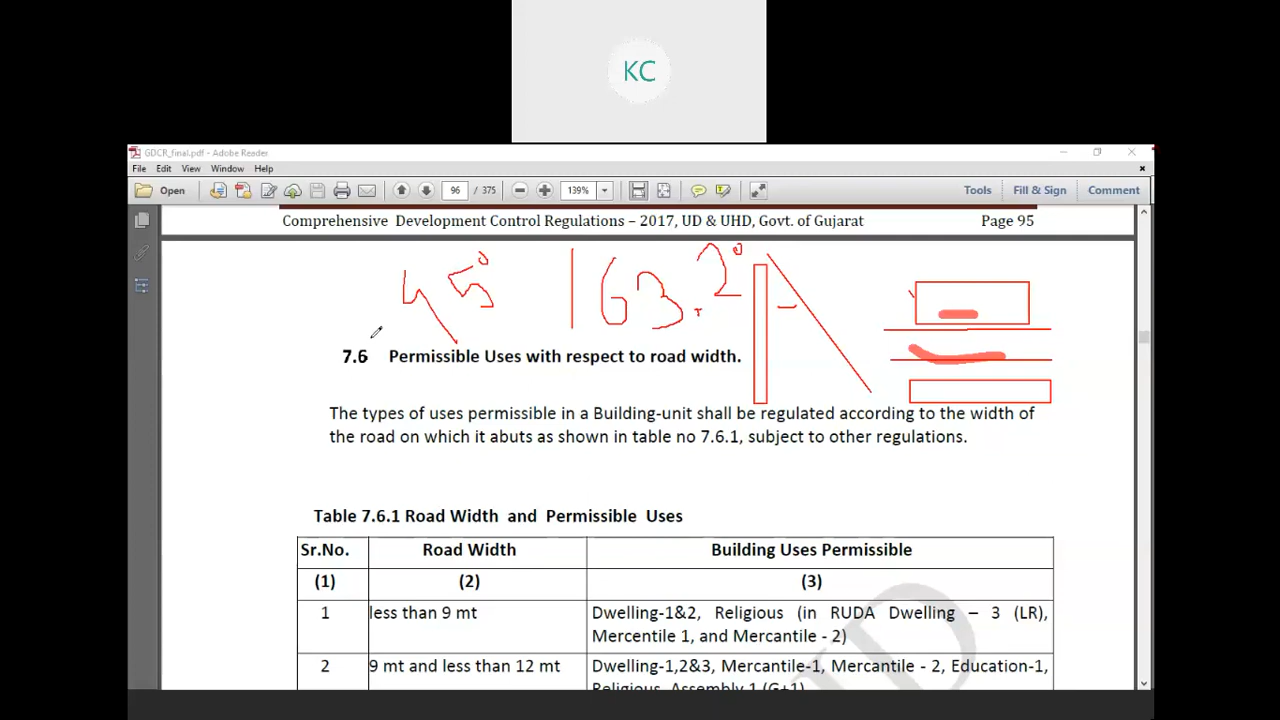 KC
GDCR_final.pdf - Adobe Reader
File Edit View Window Help
Open 96 / 375 139% Tools Fill & Sign Comment
Comprehensive Development Control Regulations – 2017, UD & UHD, Govt. of Gujarat Page 95
45° 163.2°
7.6 Permissible Uses with respect to road width.
The types of uses permissible in a Building-unit shall be regulated according to the width of
the road on which it abuts as shown in table no 7.6.1, subject to other regulations.
Table 7.6.1 Road Width and Permissible Uses
Sr.No. Road Width Building Uses Permissible
(1) (2) (3)
1 less than 9 mt Dwelling-1&2, Religious (in RUDA Dwelling – 3 (LR),
Mercentile 1, and Mercantile - 2)
2 9 mt and less than 12 mt Dwelling-1,2&3, Mercantile-1, Mercantile - 2, Education-1,
Religious, Assembly 1 (G+1)